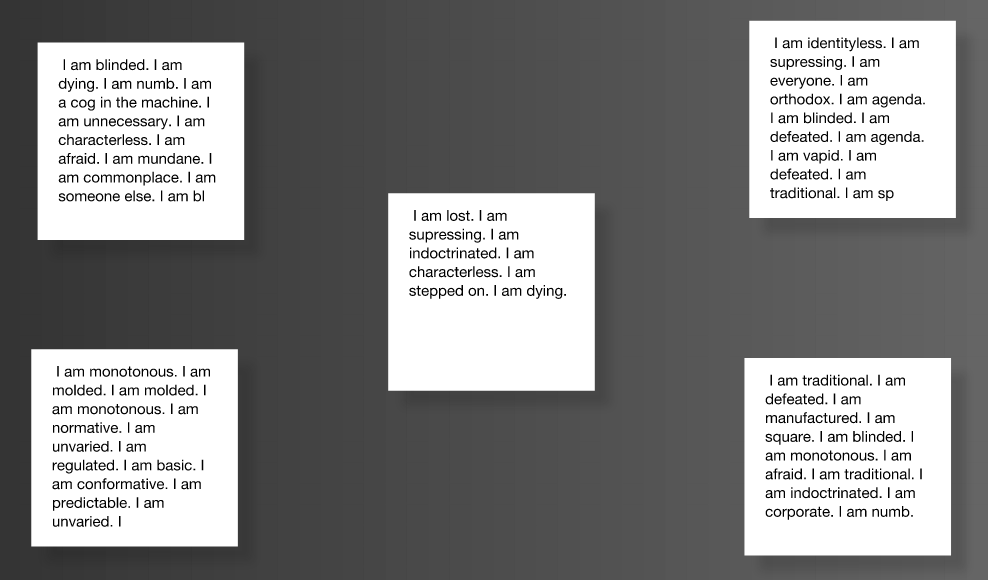 I am blinded. I am
dying. I am numb. I am
a cog in the machine. I
am unnecessary. I am
characterless. I am
afraid. I am mundane. I
am commonplace. I am
someone else. I am bl
I am identityless. I am
supressing. I am
everyone. I am
orthodox. I am agenda.
I am blinded. I am
defeated. I am agenda.
I am vapid. I am
defeated. I am
traditional. I am sp
I am lost. I am
supressing. I am
indoctrinated. I am
characterless. I am
stepped on. I am dying.
I am monotonous. I am
molded. I am molded. I
am monotonous. I am
normative. I am
unvaried. I am
regulated. I am basic. I
am conformative. I am
predictable. I am
unvaried. I
I am traditional. I am
defeated. I am
manufactured. I am
square. I am blinded. I
am monotonous. I am
afraid. I am traditional. I
am indoctrinated. I am
corporate. I am numb.